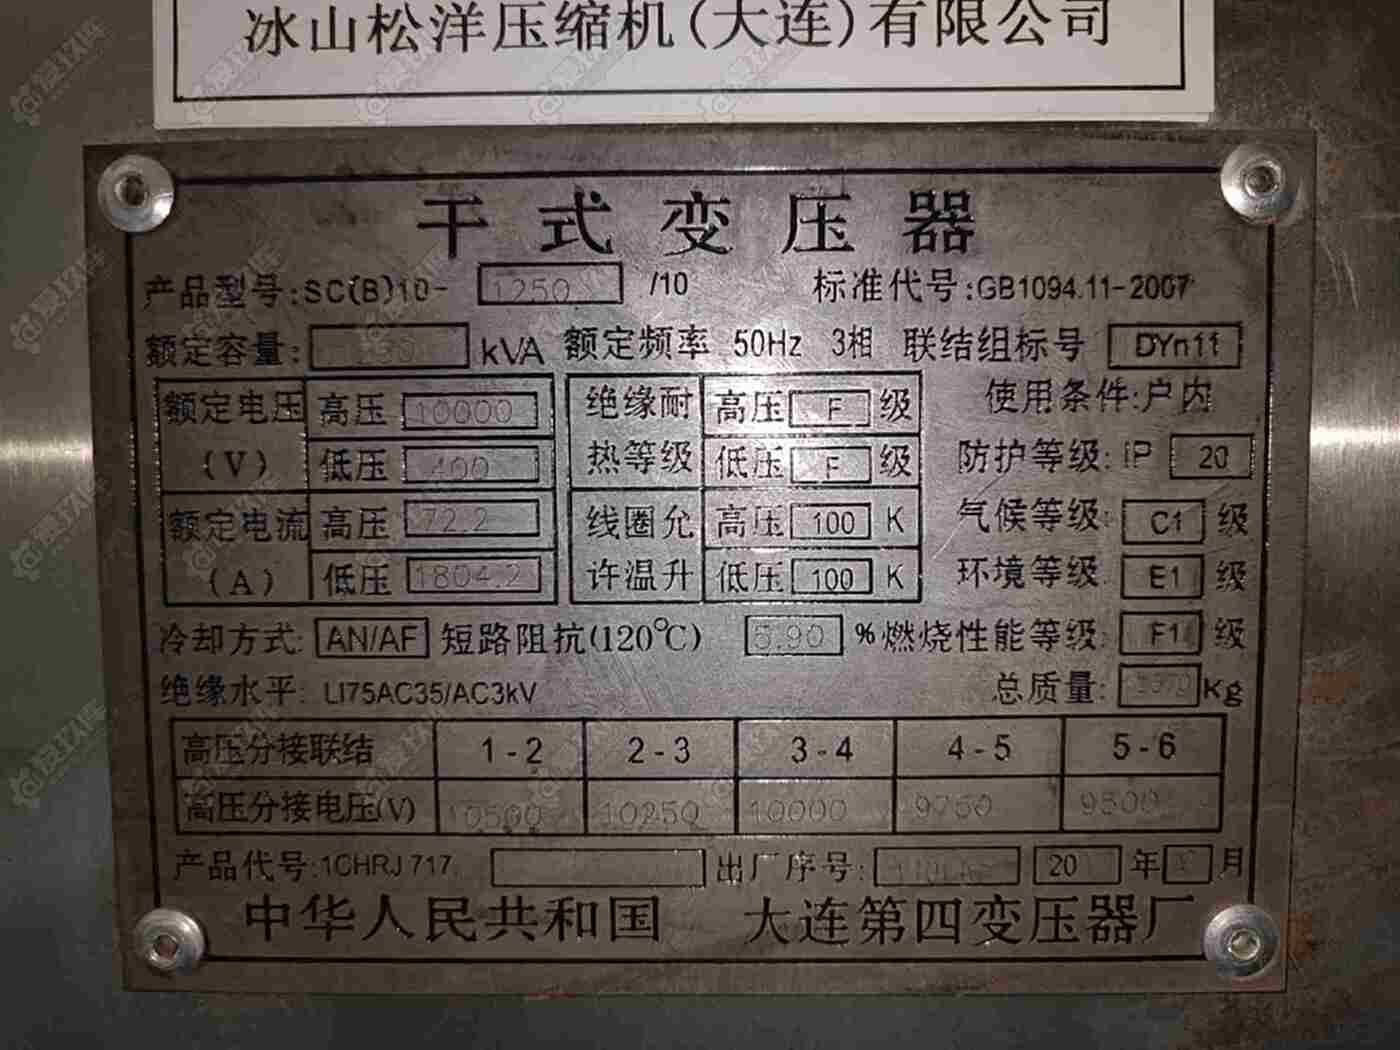 冰山松洋压缩机(大连)有限公司
干式变压器
产品型号:SC(B)10- 1250 /10 标准代号:GB1094.11-2007
额定容量: kVA 额定频率 50Hz 3相 联结组标号 DYn11
使用条件:户内
额定电压 (V) 高压 10000 低压 400
绝缘耐热等级 高压 F 级 低压 F 级
防护等级: IP 20
额定电流 (A) 高压 72.2 低压 1804.2
线圈允许温升 高压 100 K 低压 100 K
气候等级: C1 级
环境等级 E1 级
冷却方式: AN/AF 短路阻抗(120℃) 5.90 % 燃烧性能等级: F1 级
绝缘水平: LI75AC35/AC3kV 总质量: Kg
高压分接联结 1-2 2-3 3-4 4-5 5-6
高压分接电压(V) 10500 10250 10000 9750 9500
产品代号:1CHRJ 717. 出厂序号: 20 年 月
中华人民共和国 大连第四变压器厂